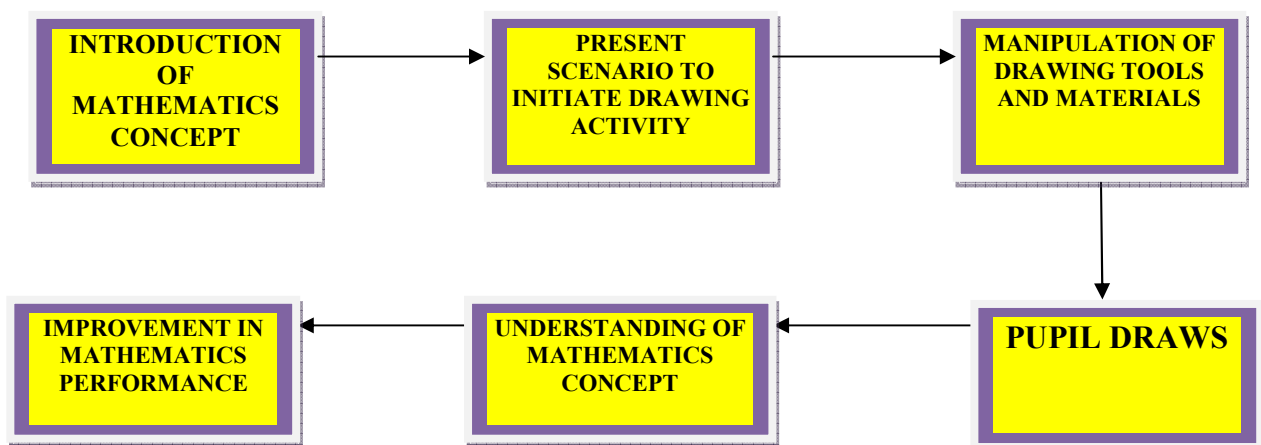 INTRODUCTION
OF
MATHEMATICS
CONCEPT
PRESENT
SCENARIO TO
INITIATE DRAWING
ACTIVITY
MANIPULATION OF
DRAWING TOOLS
AND MATERIALS
PUPIL DRAWS
UNDERSTANDING OF
MATHEMATICS
CONCEPT
IMPROVEMENT IN
MATHEMATICS
PERFORMANCE